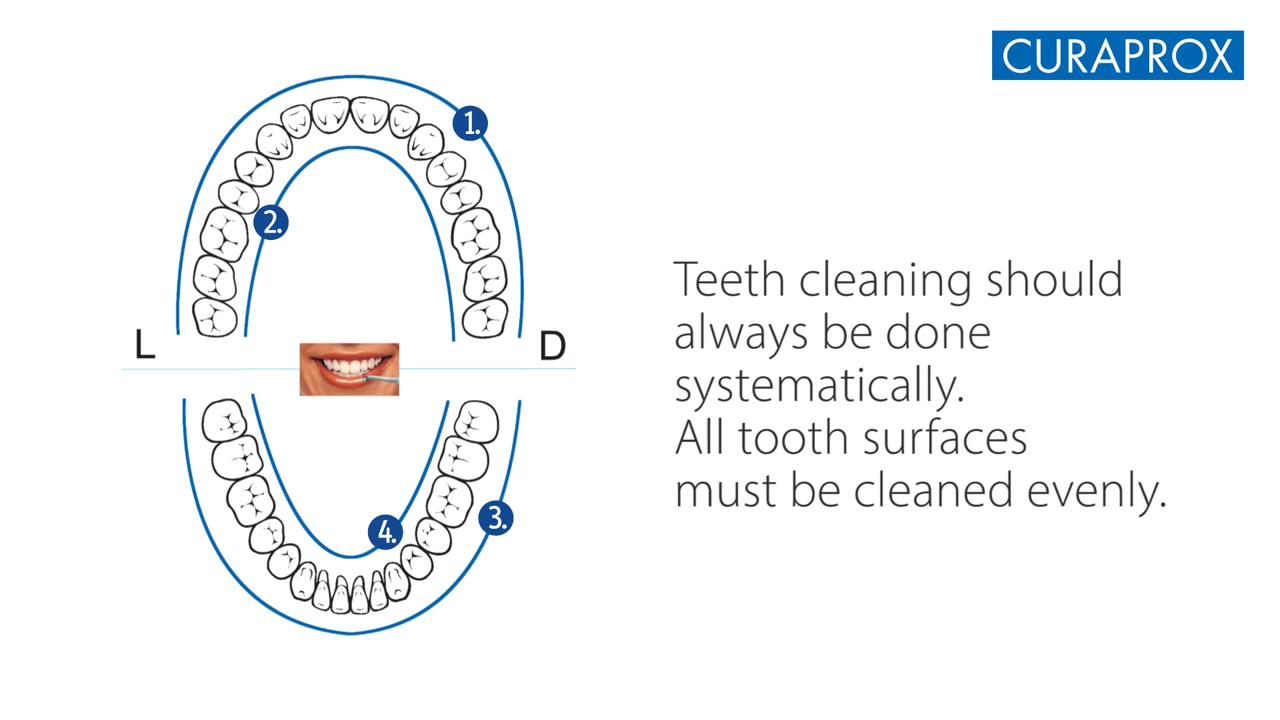 CURAPROX
1.
2.
L
D
4.
3.
Teeth cleaning should
always be done
systematically.
All tooth surfaces
must be cleaned evenly.